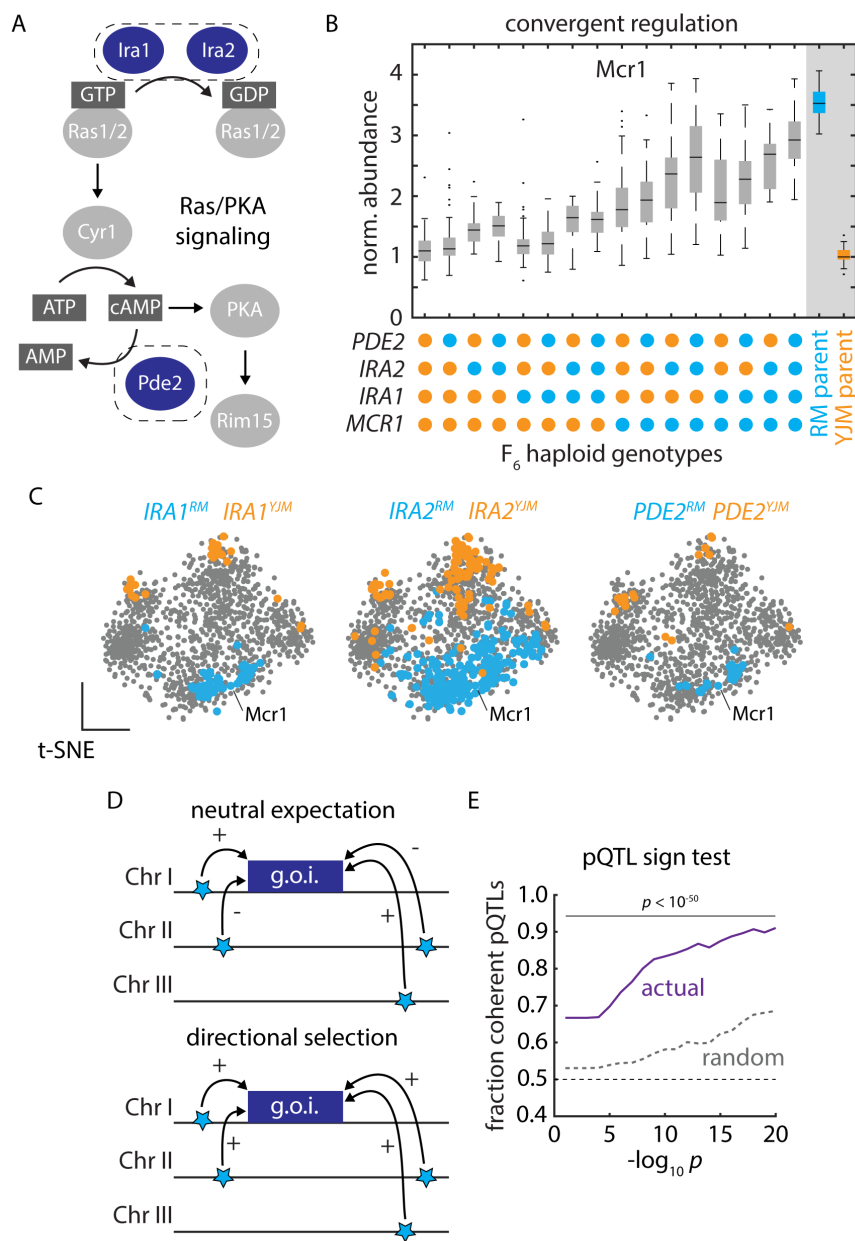 A
Ira1 Ira2
GTP GDP
Ras1/2 Ras1/2
Cyr1
Ras/PKA
signaling
ATP cAMP PKA
AMP
Pde2
Rim15
B
convergent regulation
Mcr1
norm. abundance
4
3
2
1
0
PDE2
IRA2
IRA1
MCR1
RM parent
YJM parent
F6 haploid genotypes
C
IRA1RM IRA1YJM
IRA2RM IRA2YJM
PDE2RM PDE2YJM
Mcr1
Mcr1
Mcr1
t-SNE
D
neutral expectation
+
-
Chr I
g.o.i.
-
+
Chr II
Chr III
directional selection
+
+
Chr I
g.o.i.
+
+
Chr II
Chr III
E
pQTL sign test
fraction coherent pQTLs
1.0
0.9
0.8
0.7
0.6
0.5
0.4
p < 10-50
actual
random
0 5 10 15 20
-log10 p